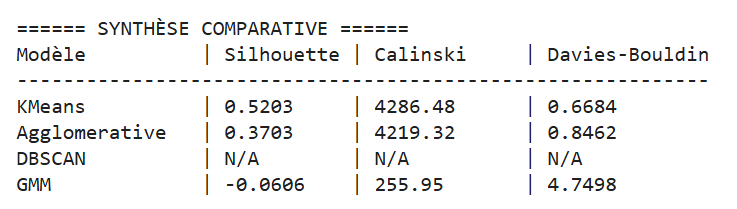 ====== SYNTHÈSE COMPARATIVE ======
Modèle | Silhouette | Calinski | Davies-Bouldin
------------------------------------------------------------
KMeans | 0.5203 | 4286.48 | 0.6684
Agglomerative | 0.3703 | 4219.32 | 0.8462
DBSCAN | N/A | N/A | N/A
GMM | -0.0606 | 255.95 | 4.7498